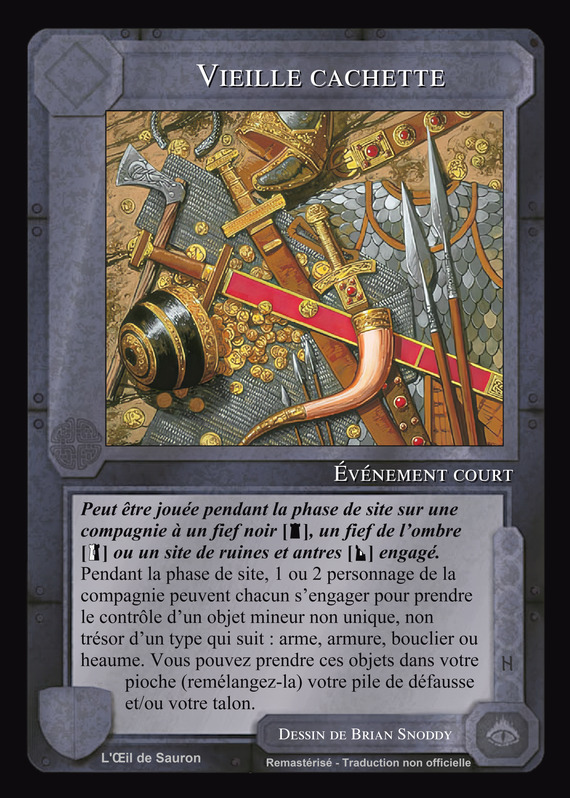 Vieille cachette
Événement court
Peut être jouée pendant la phase de site sur une
compagnie à un fief noir [], un fief de l'ombre
[] ou un site de ruines et antres [] engagé.
Pendant la phase de site, 1 ou 2 personnage de la
compagnie peuvent chacun s'engager pour prendre
le contrôle d'un objet mineur non unique, non
trésor d'un type qui suit : arme, armure, bouclier ou
heaume. Vous pouvez prendre ces objets dans votre
pioche (remélangez-la) votre pile de défausse
et/ou votre talon.
Dessin de Brian Snoddy
L'Œil de Sauron
Remastérisé - Traduction non officielle